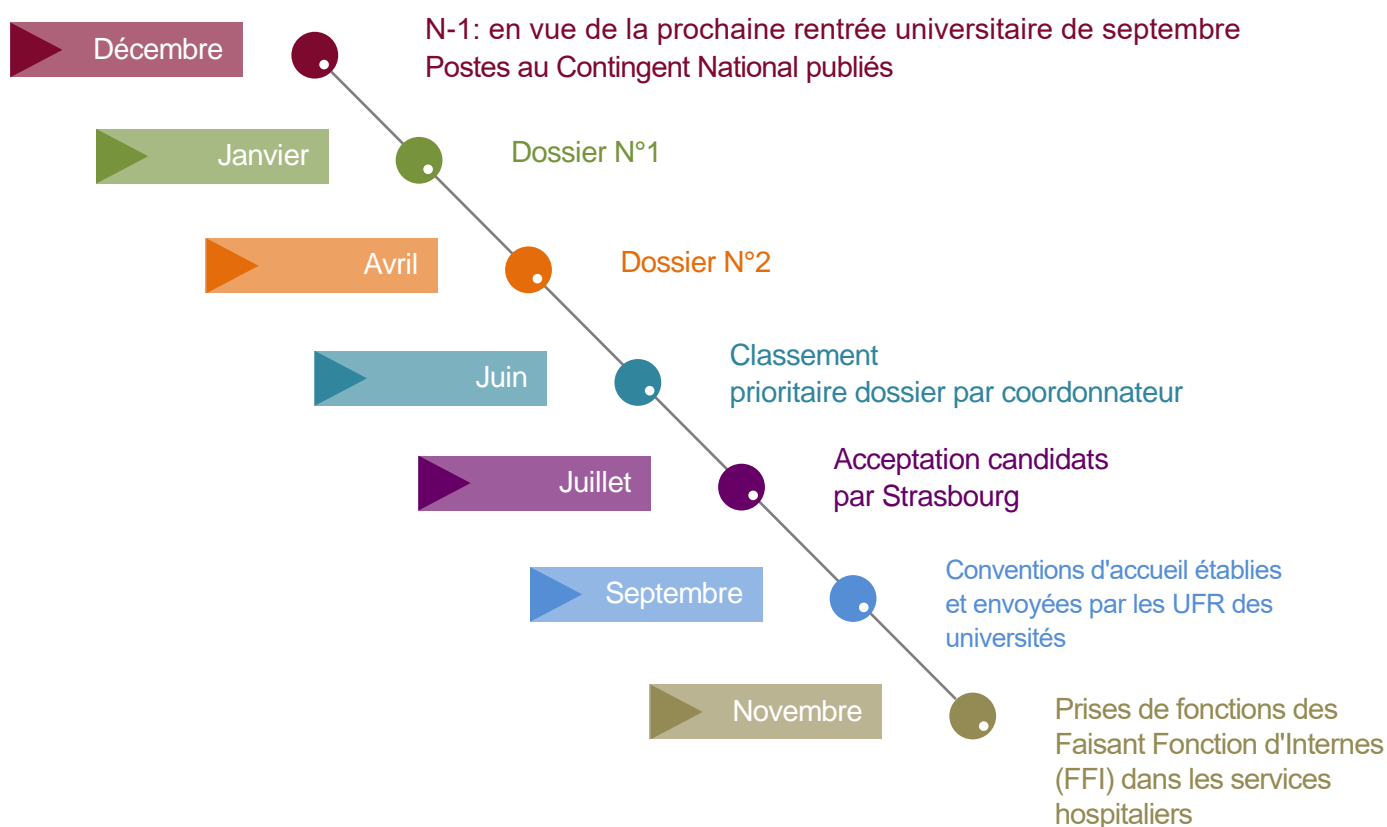 Décembre
N-1: en vue de la prochaine rentrée universitaire de septembre
Postes au Contingent National publiés
Janvier
Dossier N°1
Avril
Dossier N°2
Juin
Classement
prioritaire dossier par coordonnateur
Juillet
Acceptation candidats
par Strasbourg
Septembre
Conventions d'accueil établies
et envoyées par les UFR des
universités
Novembre
Prises de fonctions des
Faisant Fonction d'Internes
(FFI) dans les services
hospitaliers